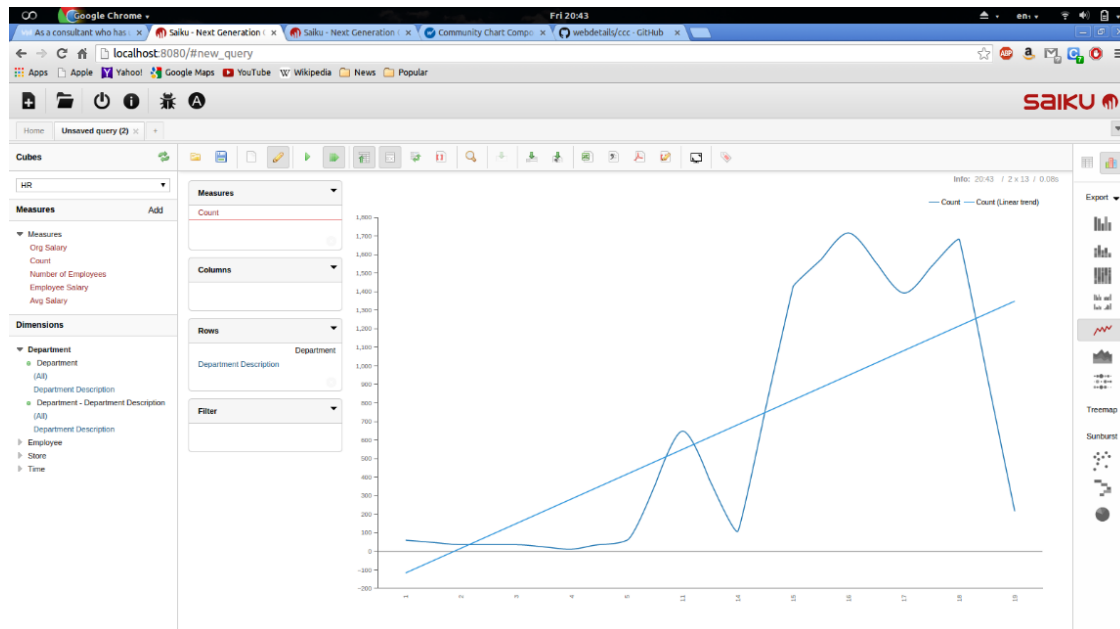 Google Chrome
Fri 20:43
en₁
As a consultant who has
Saiku - Next Generation
Saiku - Next Generation
Community Chart Compo
webdetails/ccc · GitHub
localhost:8080/#new_query
Apps
Apple
Yahoo!
Google Maps
YouTube
Wikipedia
News
Popular
saiku
Home
Unsaved query (2)
Cubes
Info: 20:43 / 2 x 13 / 0.08s
HR
Measures
Add
Measures
Org Salary
Count
Number of Employees
Employee Salary
Avg Salary
Dimensions
Department
Department
(All)
Department Description
Department - Department Description
(All)
Department Description
Employee
Store
Time
Measures
Count
Columns
Rows
Department
Department Description
Filter
Count
Count (Linear trend)
1,800
1,700
1,600
1,500
1,400
1,300
1,200
1,100
1,000
900
800
700
600
500
400
300
200
100
0
−100
−200
1
2
3
4
5
11
14
15
16
17
18
19
Export
Treemap
Sunburst